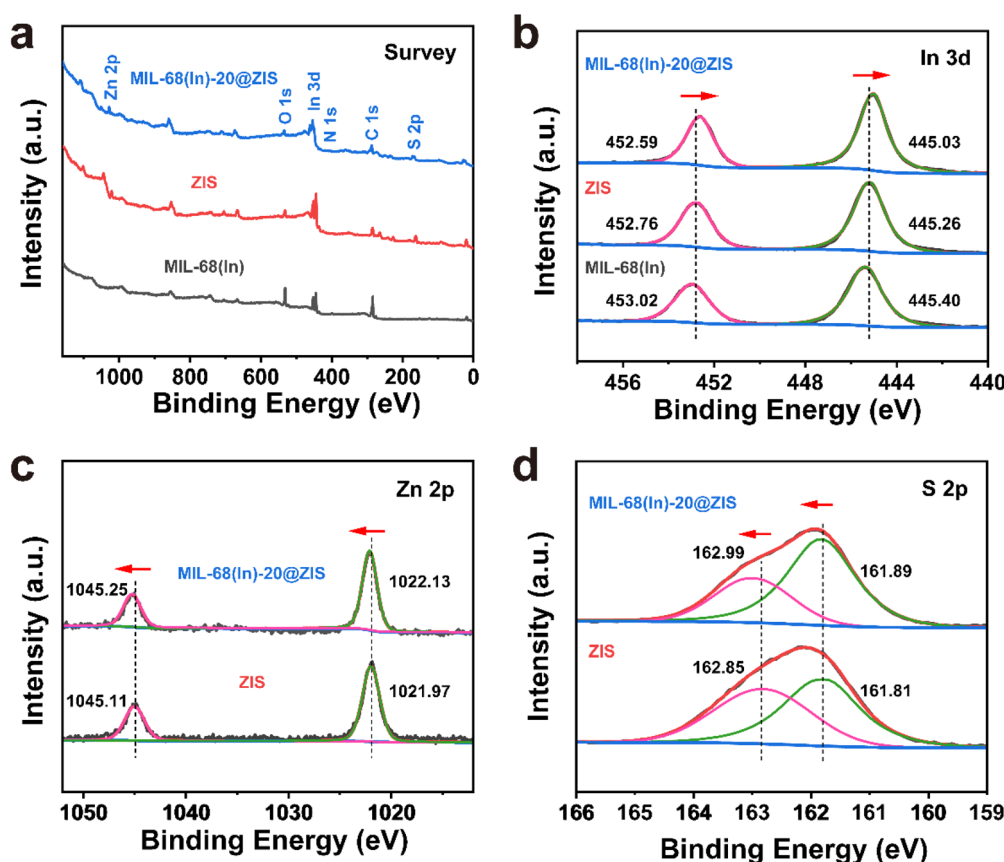 a
Survey
MIL-68(In)-20@ZIS
Zn 2p
O 1s
In 3d
N 1s
C 1s
S 2p
ZIS
MIL-68(In)
Intensity (a.u.)
1000 800 600 400 200 0
Binding Energy (eV)
b
In 3d
MIL-68(In)-20@ZIS
452.59
445.03
ZIS
452.76
445.26
MIL-68(In)
453.02
445.40
Intensity (a.u.)
456 452 448 444 440
Binding Energy (eV)
c
Zn 2p
1045.25
MIL-68(In)-20@ZIS
1022.13
1045.11
ZIS
1021.97
Intensity (a.u.)
1050 1040 1030 1020
Binding Energy (eV)
d
S 2p
MIL-68(In)-20@ZIS
162.99
161.89
ZIS
162.85
161.81
Intensity (a.u.)
166 165 164 163 162 161 160 159
Binding Energy (eV)